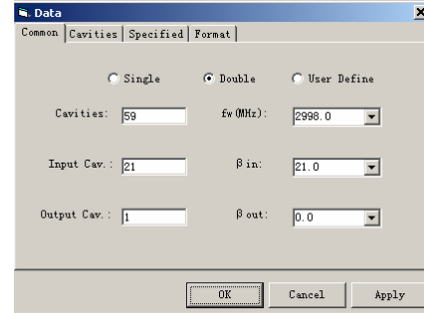 Data
Common Cavities Specified Format
Single Double User Define
Cavities: 59 fw(MHz): 2998.0
Input Cav.: 21 β in: 21.0
Output Cav.: 1 β out: 0.0
OK Cancel Apply